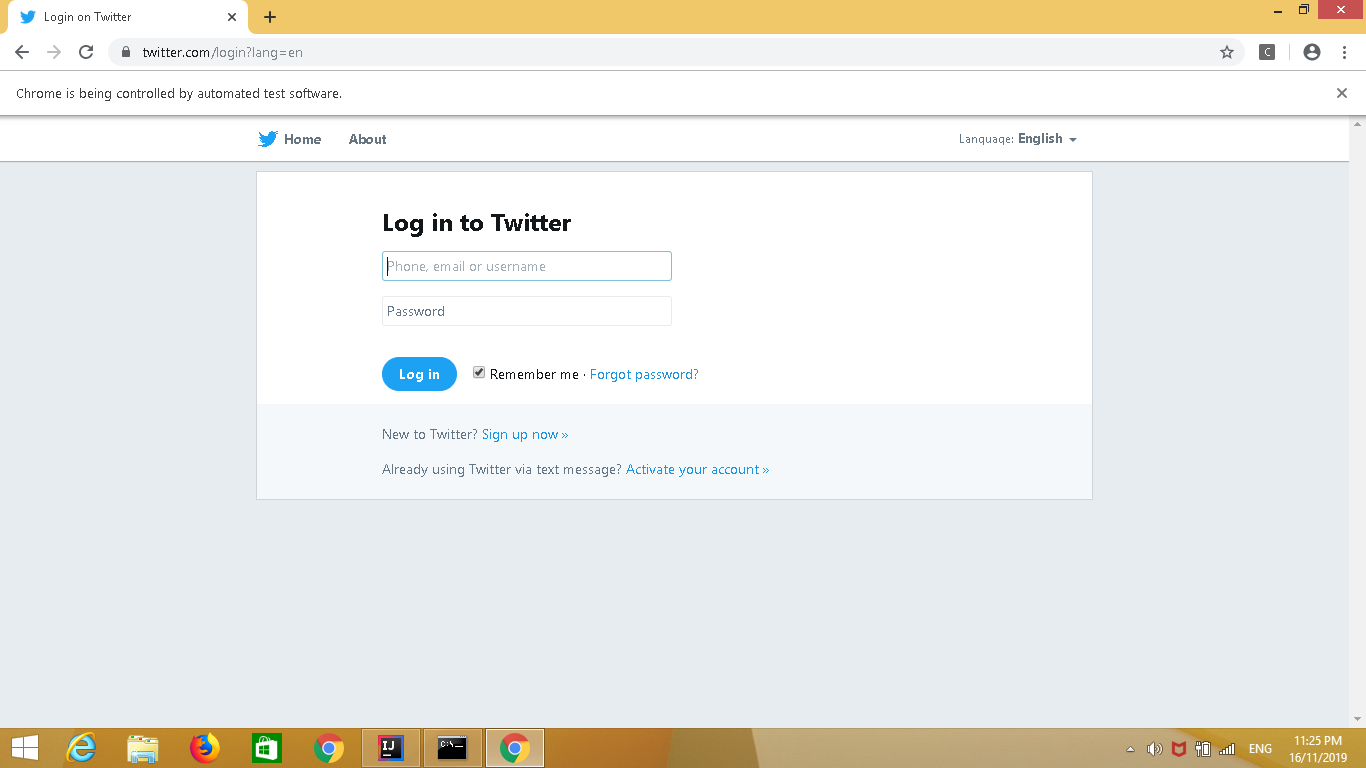 Login on Twitter
twitter.com/login?lang=en
C
Chrome is being controlled by automated test software.
Home About Language: English
Log in to Twitter
Phone, email or username
Password
Log in Remember me · Forgot password?
New to Twitter? Sign up now »
Already using Twitter via text message? Activate your account »
IJ C:\ ENG 11:25 PM
16/11/2019